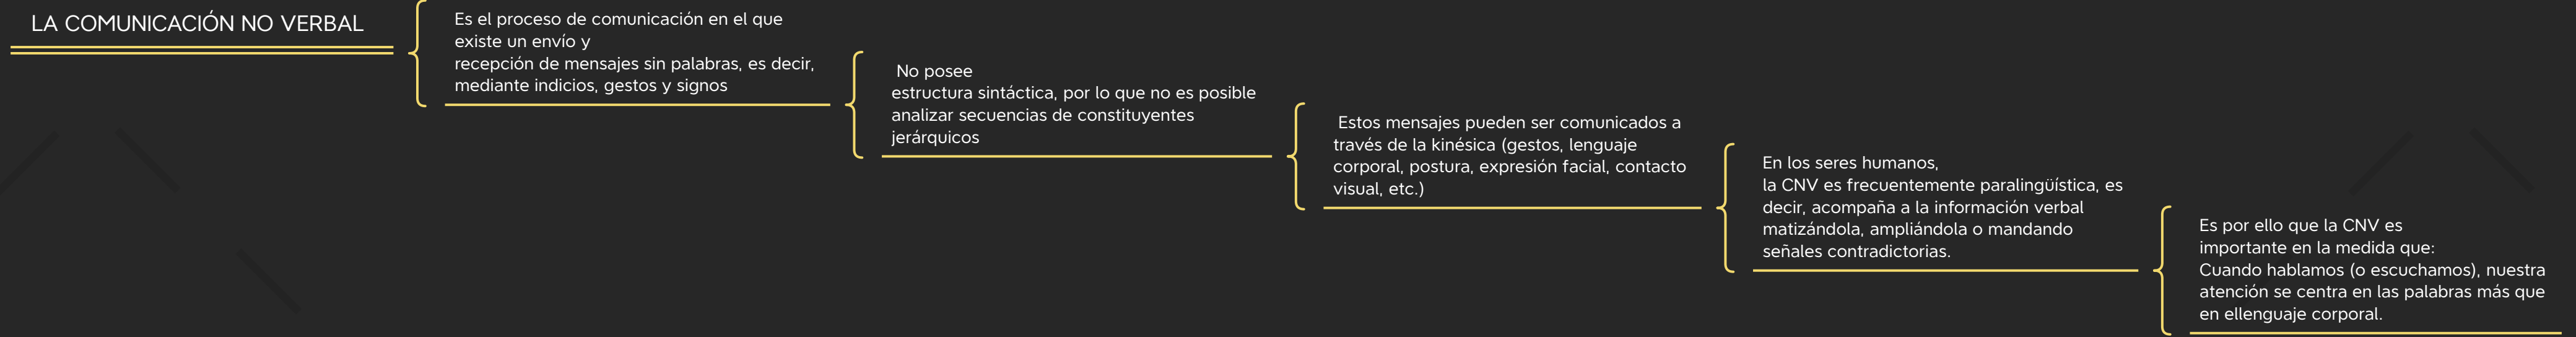 LA COMUNICACIÓN NO VERBAL
Es el proceso de comunicación en el que
existe un envío y
recepción de mensajes sin palabras, es decir,
mediante indicios, gestos y signos
No posee
estructura sintáctica, por lo que no es posible
analizar secuencias de constituyentes
jerárquicos
Estos mensajes pueden ser comunicados a
través de la kinésica (gestos, lenguaje
corporal, postura, expresión facial, contacto
visual, etc.)
En los seres humanos,
la CNV es frecuentemente paralingüística, es
decir, acompaña a la información verbal
matizándola, ampliándola o mandando
señales contradictorias.
Es por ello que la CNV es
importante en la medida que:
Cuando hablamos (o escuchamos), nuestra
atención se centra en las palabras más que
en ellenguaje corporal.